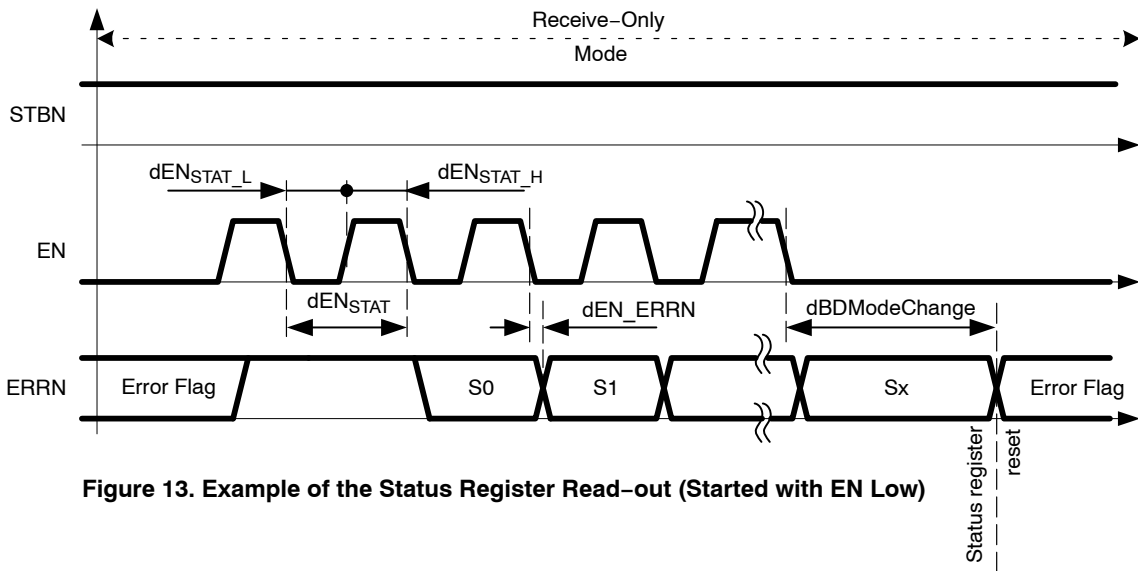 Receive−Only
Mode
STBN
dENSTAT_L
dENSTAT_H
EN
dENSTAT
dEN_ERRN
dBDModeChange
ERRN
Error Flag
S0
S1
Sx
Error Flag
Status register
reset
Figure 13. Example of the Status Register Read−out (Started with EN Low)